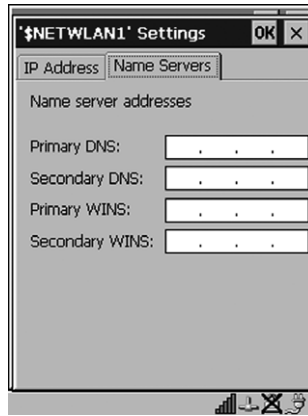 '$NETWLAN1' Settings OK ×
IP Address Name Servers
Name server addresses
Primary DNS: . . .
Secondary DNS: . . .
Primary WINS: . . .
Secondary WINS: . . .